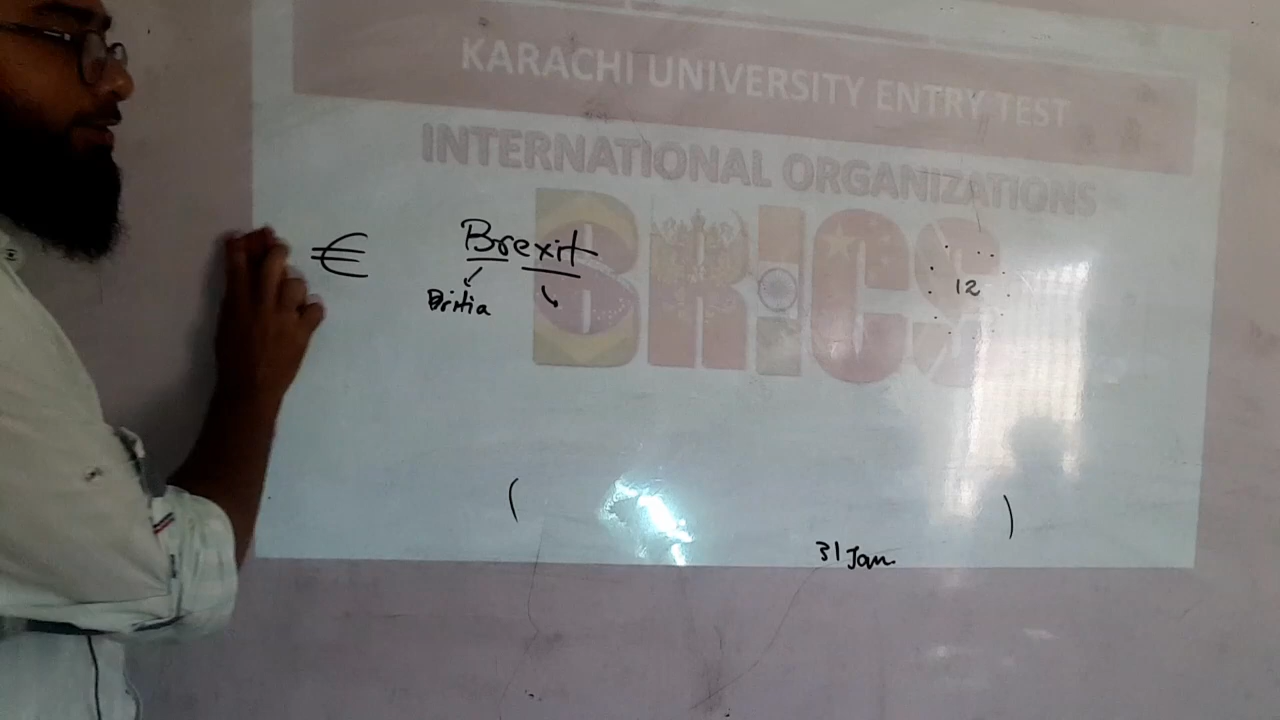 KARACHI UNIVERSITY ENTRY TEST
INTERNATIONAL ORGANIZATIONS
BRICS
€ Brexit
Britia
12
( )
31 Jan